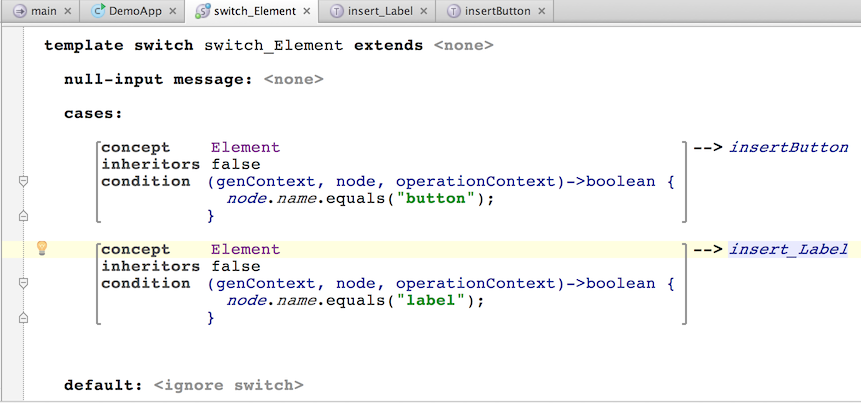 main DemoApp switch_Element insert_Label insertButton
template switch switch_Element extends <none>
null-input message: <none>
cases:
concept Element --> insertButton
inheritors false
condition (genContext, node, operationContext)->boolean {
node.name.equals("button");
}
concept Element --> insert_Label
inheritors false
condition (genContext, node, operationContext)->boolean {
node.name.equals("label");
}
default: <ignore switch>